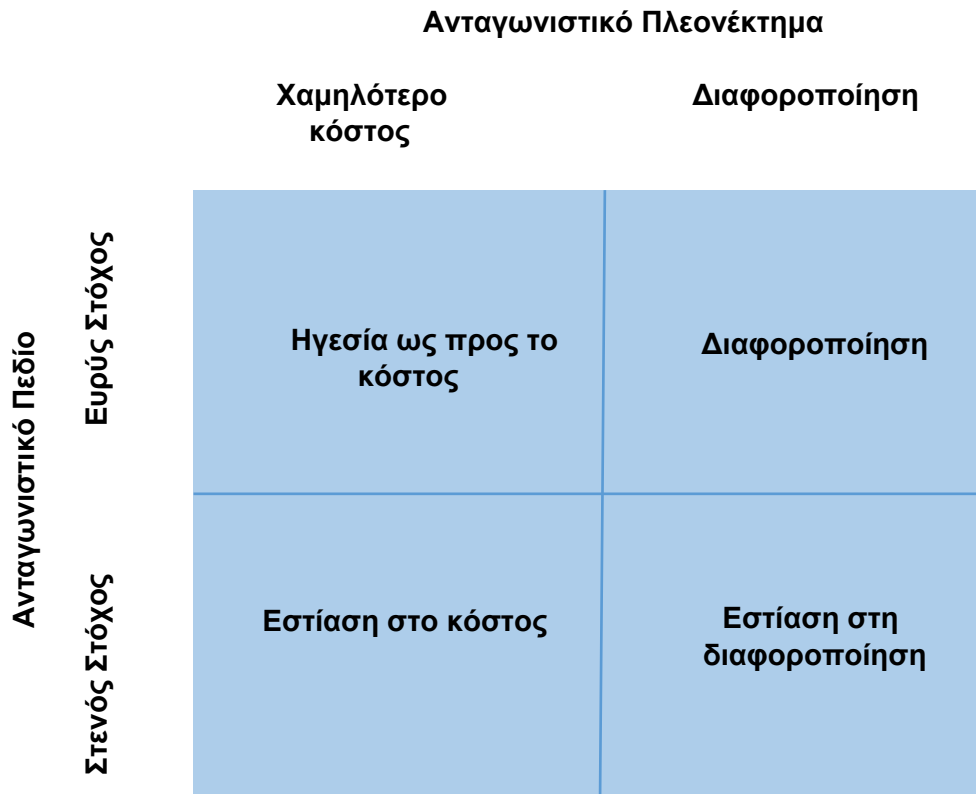 Ανταγωνιστικό Πλεονέκτημα
Χαμηλότερο
κόστος
Διαφοροποίηση
Ανταγωνιστικό Πεδίο
Ευρύς Στόχος
Ηγεσία ως προς το
κόστος
Διαφοροποίηση
Στενός Στόχος
Εστίαση στο κόστος
Εστίαση στη
διαφοροποίηση